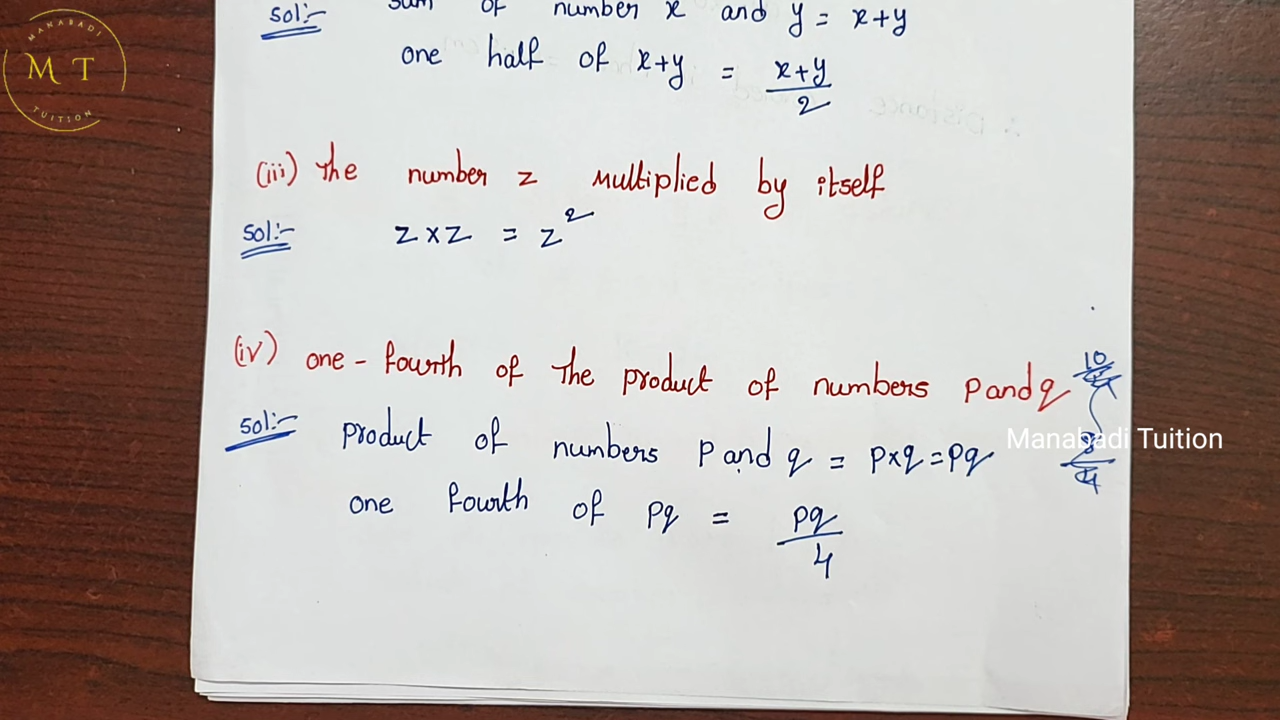 MANABADI
M T
TUITION
Sol:- sum of number x and y = x+y
one half of x+y = x+y/2
(iii) The number z multiplied by itself
Sol:- z×z = z²
(iv) one-fourth of the product of numbers p and q
Sol:- product of numbers p and q = p×q = pq
one fourth of pq = pq/4
10
Manabadi Tuition